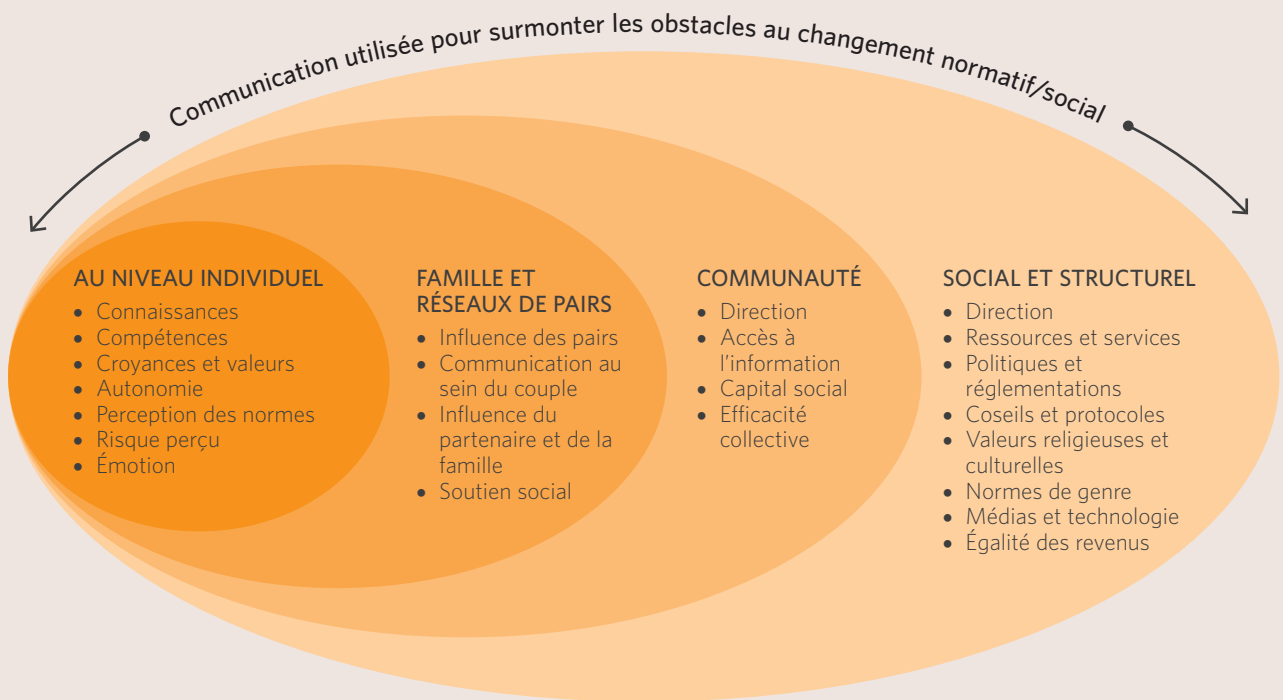 Communication utilisée pour surmonter les obstacles au changement normatif/social
AU NIVEAU INDIVIDUEL
• Connaissances
• Compétences
• Croyances et valeurs
• Autonomie
• Perception des normes
• Risque perçu
• Émotion
FAMILLE ET
RÉSEAUX DE PAIRS
• Influence des pairs
• Communication au
sein du couple
• Influence du
partenaire et de la
famille
• Soutien social
COMMUNAUTÉ
• Direction
• Accès à
l'information
• Capital social
• Efficacité
collective
SOCIAL ET STRUCTUREL
• Direction
• Ressources et services
• Politiques et
réglementations
• Coseils et protocoles
• Valeurs religieuses et
culturelles
• Normes de genre
• Médias et technologie
• Égalité des revenus